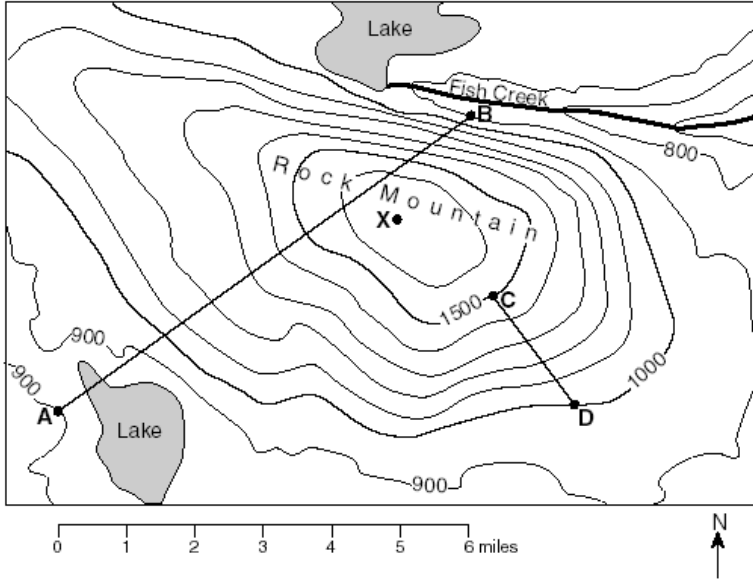 Lake
Fish Creek
B
800
Rock Mountain
X
C
1500
1000
900
900
A
D
Lake
900
N
0 1 2 3 4 5 6 miles